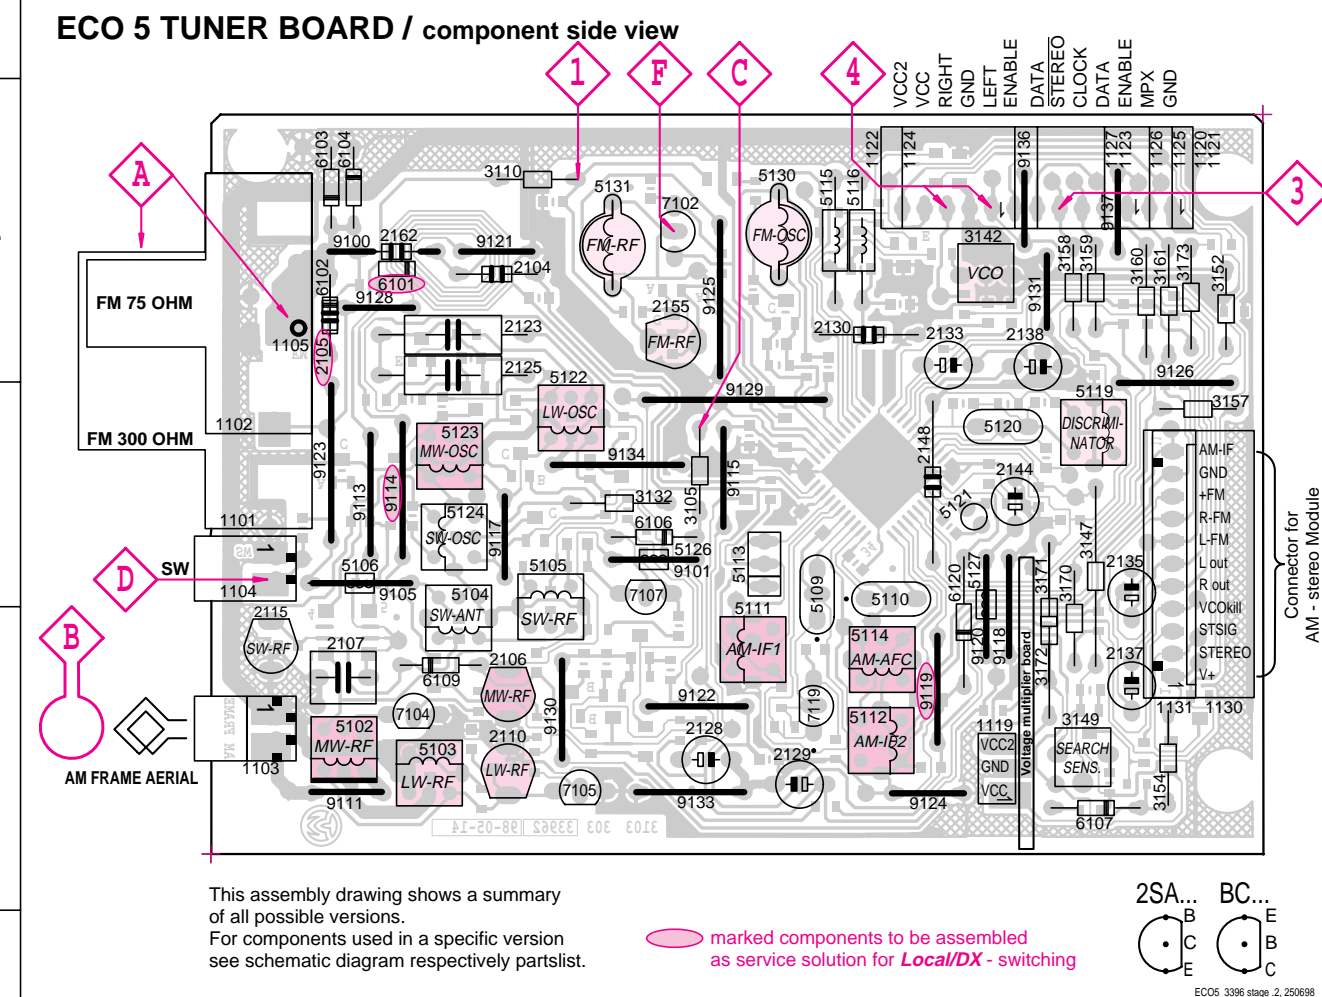 ECO 5 TUNER BOARD / component side view
1
F
C
4
VCC2
VCC
RIGHT
GND
LEFT
ENABLE
DATA
STEREO
CLOCK
DATA
ENABLE
MPX
GND
A
3
6103
6104
3110
5131
7102
5130
5115
5116
1122
1124
9136
1127
1123
1126
1125
1120
1121
9137
FM-RF
FM-OSC
9100
2162
9121
2104
6101
6102
9128
9125
3142
VCO
3158
3159
3160
3161
3173
3152
9131
FM 75 OHM
1105
2105
2123
2125
2155
FM-RF
2130
2133
2138
9126
5122
LW-OSC
9129
5119
DISCRIMI-
NATOR
3157
5120
1102
FM 300 OHM
5123
MW-OSC
9123
9113
9114
9134
9115
2148
2144
5121
3105
3132
AM-IF
GND
+FM
R-FM
L-FM
L out
R out
VCOkill
STSIG
STEREO
V+
Connector for
AM - stereo Module
1101
5124
SW-OSC
9117
6106
5126
9101
5113
3147
2135
D
SW
1
1104
5106
9105
5104
SW-ANT
5105
SW-RF
7107
5109
5110
6120
5127
9120
9118
3171
3170
3172
B
2115
SW-RF
2107
6109
2106
MW-RF
5111
AM-IF1
5114
AM-AFC
9119
2137
Voltage multiplier board
1131
1130
1
1103
AM FRAME AERIAL
5102
MW-RF
7104
9130
9122
7119
5112
AM-IF2
1119
VCC2
GND
VCC
3149
SEARCH
SENS.
3154
5103
LW-RF
2110
LW-RF
7105
2128
2129
9111
9133
9124
6107
3103 303 33962 98-05-14
This assembly drawing shows a summary
of all possible versions.
For components used in a specific version
see schematic diagram respectively partslist.
marked components to be assembled
as service solution for Local/DX - switching
2SA...
B
C
E
BC...
E
B
C
ECO5 3396 stage .2, 250698